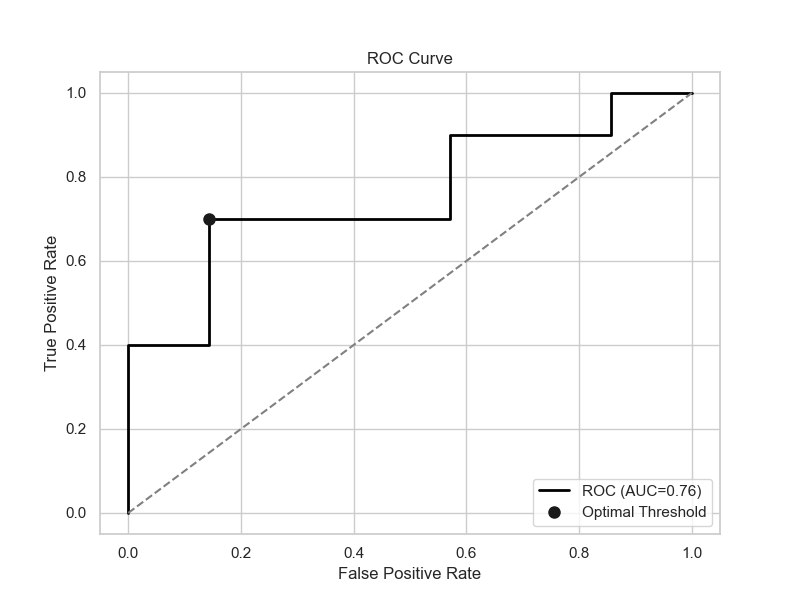 ROC Curve
1.0
0.8
0.6
0.4
0.2
0.0
True Positive Rate
0.0 0.2 0.4 0.6 0.8 1.0
False Positive Rate
ROC (AUC=0.76)
Optimal Threshold